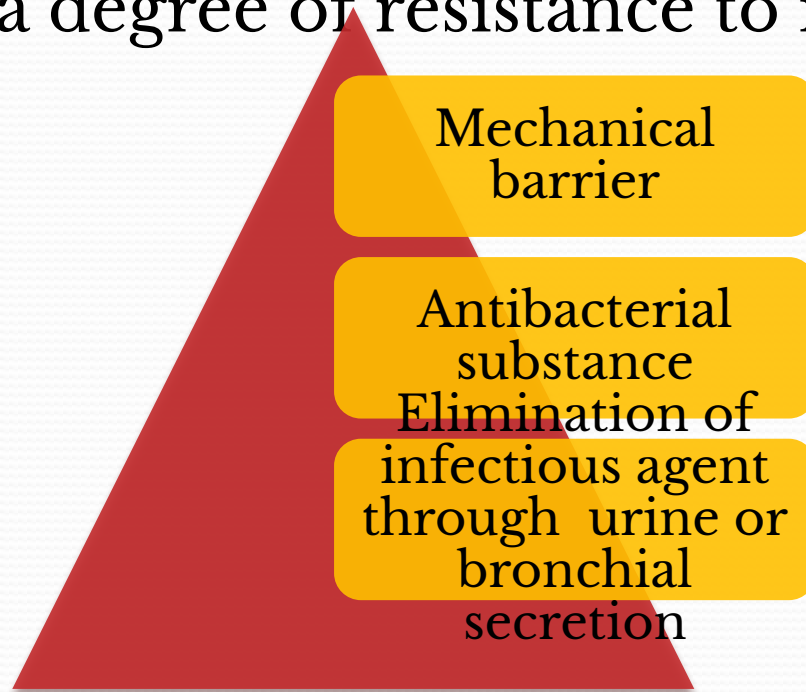 a degree of resistance to
Mechanical
barrier
Antibacterial
substance
Elimination of
infectious agent
through urine or
bronchial
secretion